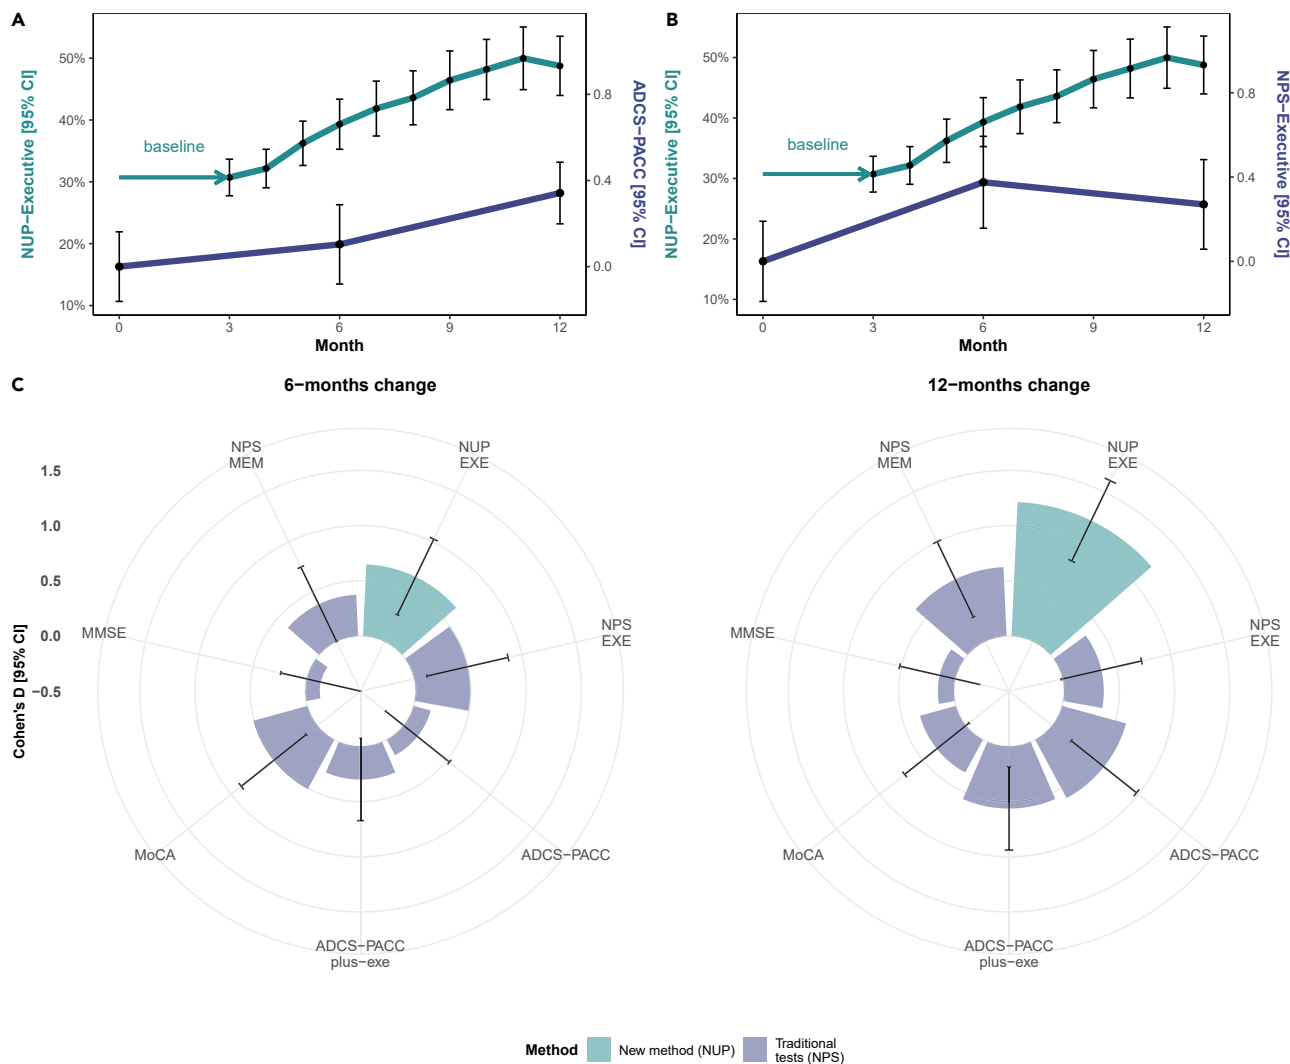 A
B
NUP−Executive [95% CI]
50%
40%
30%
20%
10%
baseline
0.8
0.4
0.0
ADCS−PACC [95% CI]
0
3
6
9
12
Month
NUP−Executive [95% CI]
50%
40%
30%
20%
10%
baseline
0.8
0.4
0.0
NPS−Executive [95% CI]
0
3
6
9
12
Month
C
6−months change
12−months change
Cohen's D [95% CI]
1.5
1.0
0.5
0.0
−0.5
NPS
MEM
NUP
EXE
NPS
EXE
ADCS−PACC
ADCS−PACC
plus−exe
MoCA
MMSE
NPS
MEM
NUP
EXE
NPS
EXE
ADCS−PACC
ADCS−PACC
plus−exe
MoCA
MMSE
Method
New method (NUP)
Traditional
tests (NPS)